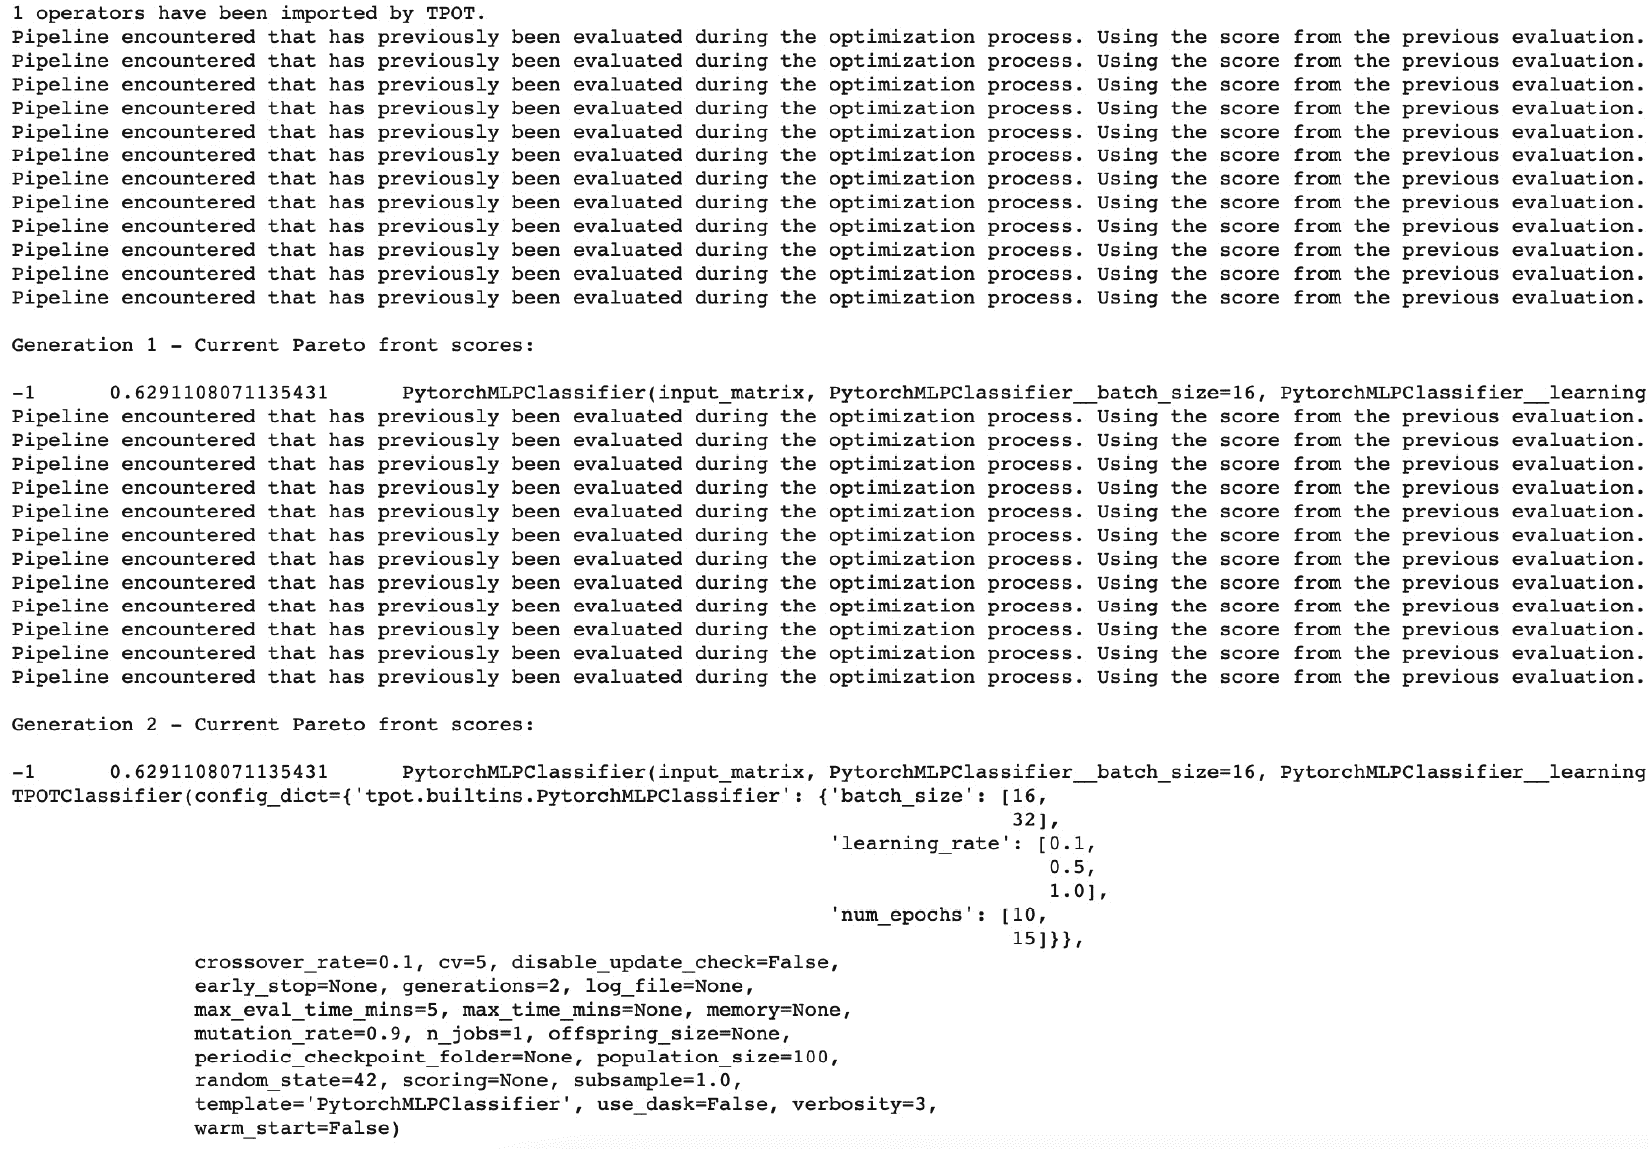 1 operators have been imported by TPOT.
Pipeline encountered that has previously been evaluated during the optimization process. Using the score from the previous evaluation.
Pipeline encountered that has previously been evaluated during the optimization process. Using the score from the previous evaluation.
Pipeline encountered that has previously been evaluated during the optimization process. Using the score from the previous evaluation.
Pipeline encountered that has previously been evaluated during the optimization process. Using the score from the previous evaluation.
Pipeline encountered that has previously been evaluated during the optimization process. Using the score from the previous evaluation.
Pipeline encountered that has previously been evaluated during the optimization process. Using the score from the previous evaluation.
Pipeline encountered that has previously been evaluated during the optimization process. Using the score from the previous evaluation.
Pipeline encountered that has previously been evaluated during the optimization process. Using the score from the previous evaluation.
Pipeline encountered that has previously been evaluated during the optimization process. Using the score from the previous evaluation.
Pipeline encountered that has previously been evaluated during the optimization process. Using the score from the previous evaluation.
Pipeline encountered that has previously been evaluated during the optimization process. Using the score from the previous evaluation.
Pipeline encountered that has previously been evaluated during the optimization process. Using the score from the previous evaluation.
Generation 1 - Current Pareto front scores:
-1 0.6291108071135431 PytorchMLPClassifier(input_matrix, PytorchMLPClassifier__batch_size=16, PytorchMLPClassifier__learning
Pipeline encountered that has previously been evaluated during the optimization process. Using the score from the previous evaluation.
Pipeline encountered that has previously been evaluated during the optimization process. Using the score from the previous evaluation.
Pipeline encountered that has previously been evaluated during the optimization process. Using the score from the previous evaluation.
Pipeline encountered that has previously been evaluated during the optimization process. Using the score from the previous evaluation.
Pipeline encountered that has previously been evaluated during the optimization process. Using the score from the previous evaluation.
Pipeline encountered that has previously been evaluated during the optimization process. Using the score from the previous evaluation.
Pipeline encountered that has previously been evaluated during the optimization process. Using the score from the previous evaluation.
Pipeline encountered that has previously been evaluated during the optimization process. Using the score from the previous evaluation.
Pipeline encountered that has previously been evaluated during the optimization process. Using the score from the previous evaluation.
Pipeline encountered that has previously been evaluated during the optimization process. Using the score from the previous evaluation.
Pipeline encountered that has previously been evaluated during the optimization process. Using the score from the previous evaluation.
Pipeline encountered that has previously been evaluated during the optimization process. Using the score from the previous evaluation.
Generation 2 - Current Pareto front scores:
-1 0.6291108071135431 PytorchMLPClassifier(input_matrix, PytorchMLPClassifier__batch_size=16, PytorchMLPClassifier__learning
TPOTClassifier(config_dict={'tpot.builtins.PytorchMLPClassifier': {'batch_size': [16,
32],
'learning_rate': [0.1,
0.5,
1.0],
'num_epochs': [10,
15]}},
crossover_rate=0.1, cv=5, disable_update_check=False,
early_stop=None, generations=2, log_file=None,
max_eval_time_mins=5, max_time_mins=None, memory=None,
mutation_rate=0.9, n_jobs=1, offspring_size=None,
periodic_checkpoint_folder=None, population_size=100,
random_state=42, scoring=None, subsample=1.0,
template='PytorchMLPClassifier', use_dask=False, verbosity=3,
warm_start=False)